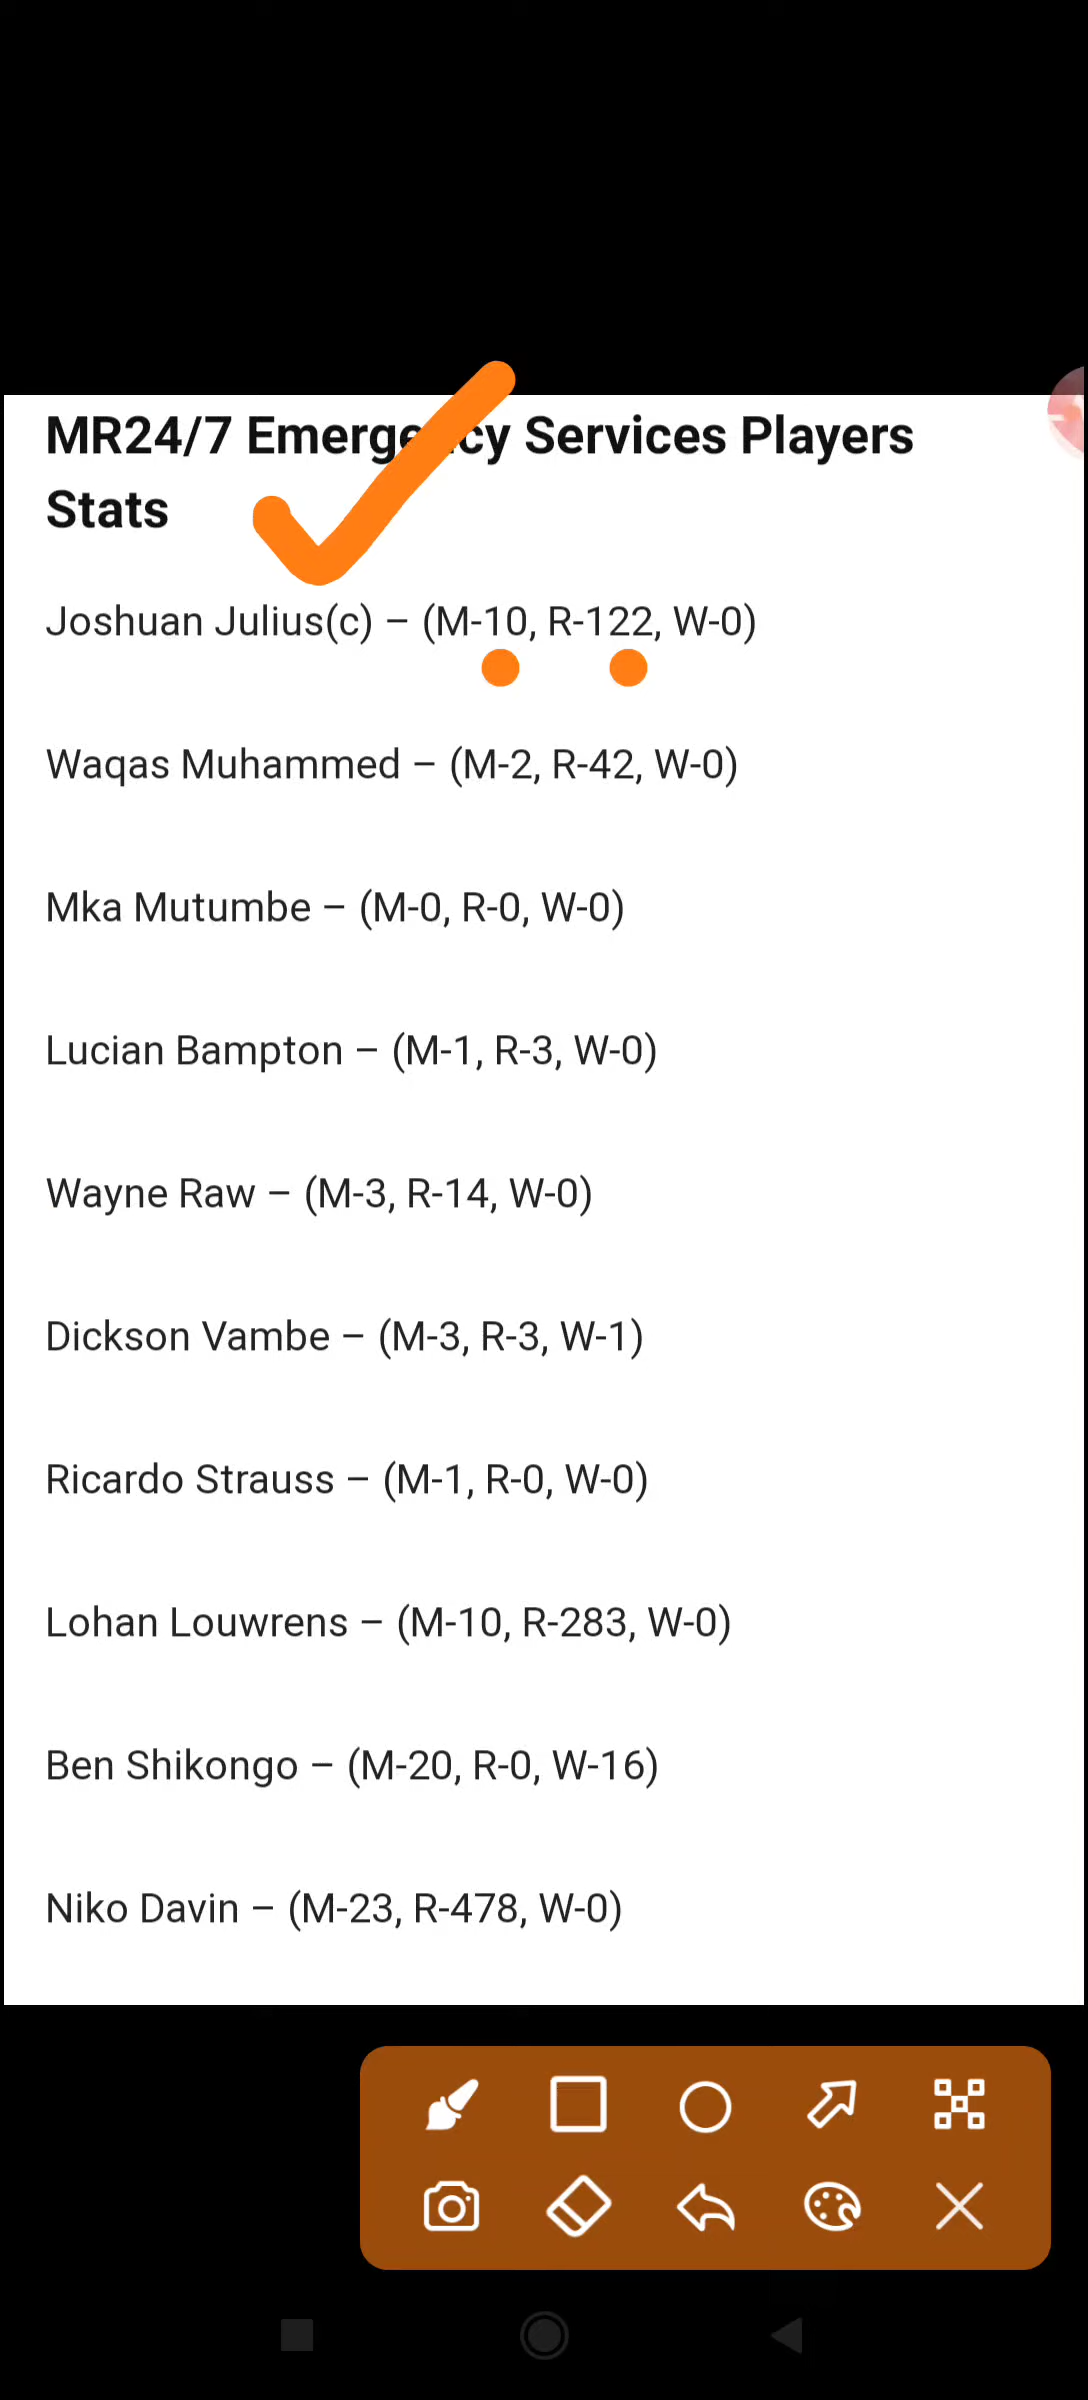 MR24/7 Emergency Services Players
Stats
Joshuan Julius(c) – (M-10, R-122, W-0)
Waqas Muhammed – (M-2, R-42, W-0)
Mka Mutumbe – (M-0, R-0, W-0)
Lucian Bampton – (M-1, R-3, W-0)
Wayne Raw – (M-3, R-14, W-0)
Dickson Vambe – (M-3, R-3, W-1)
Ricardo Strauss – (M-1, R-0, W-0)
Lohan Louwrens – (M-10, R-283, W-0)
Ben Shikongo – (M-20, R-0, W-16)
Niko Davin – (M-23, R-478, W-0)